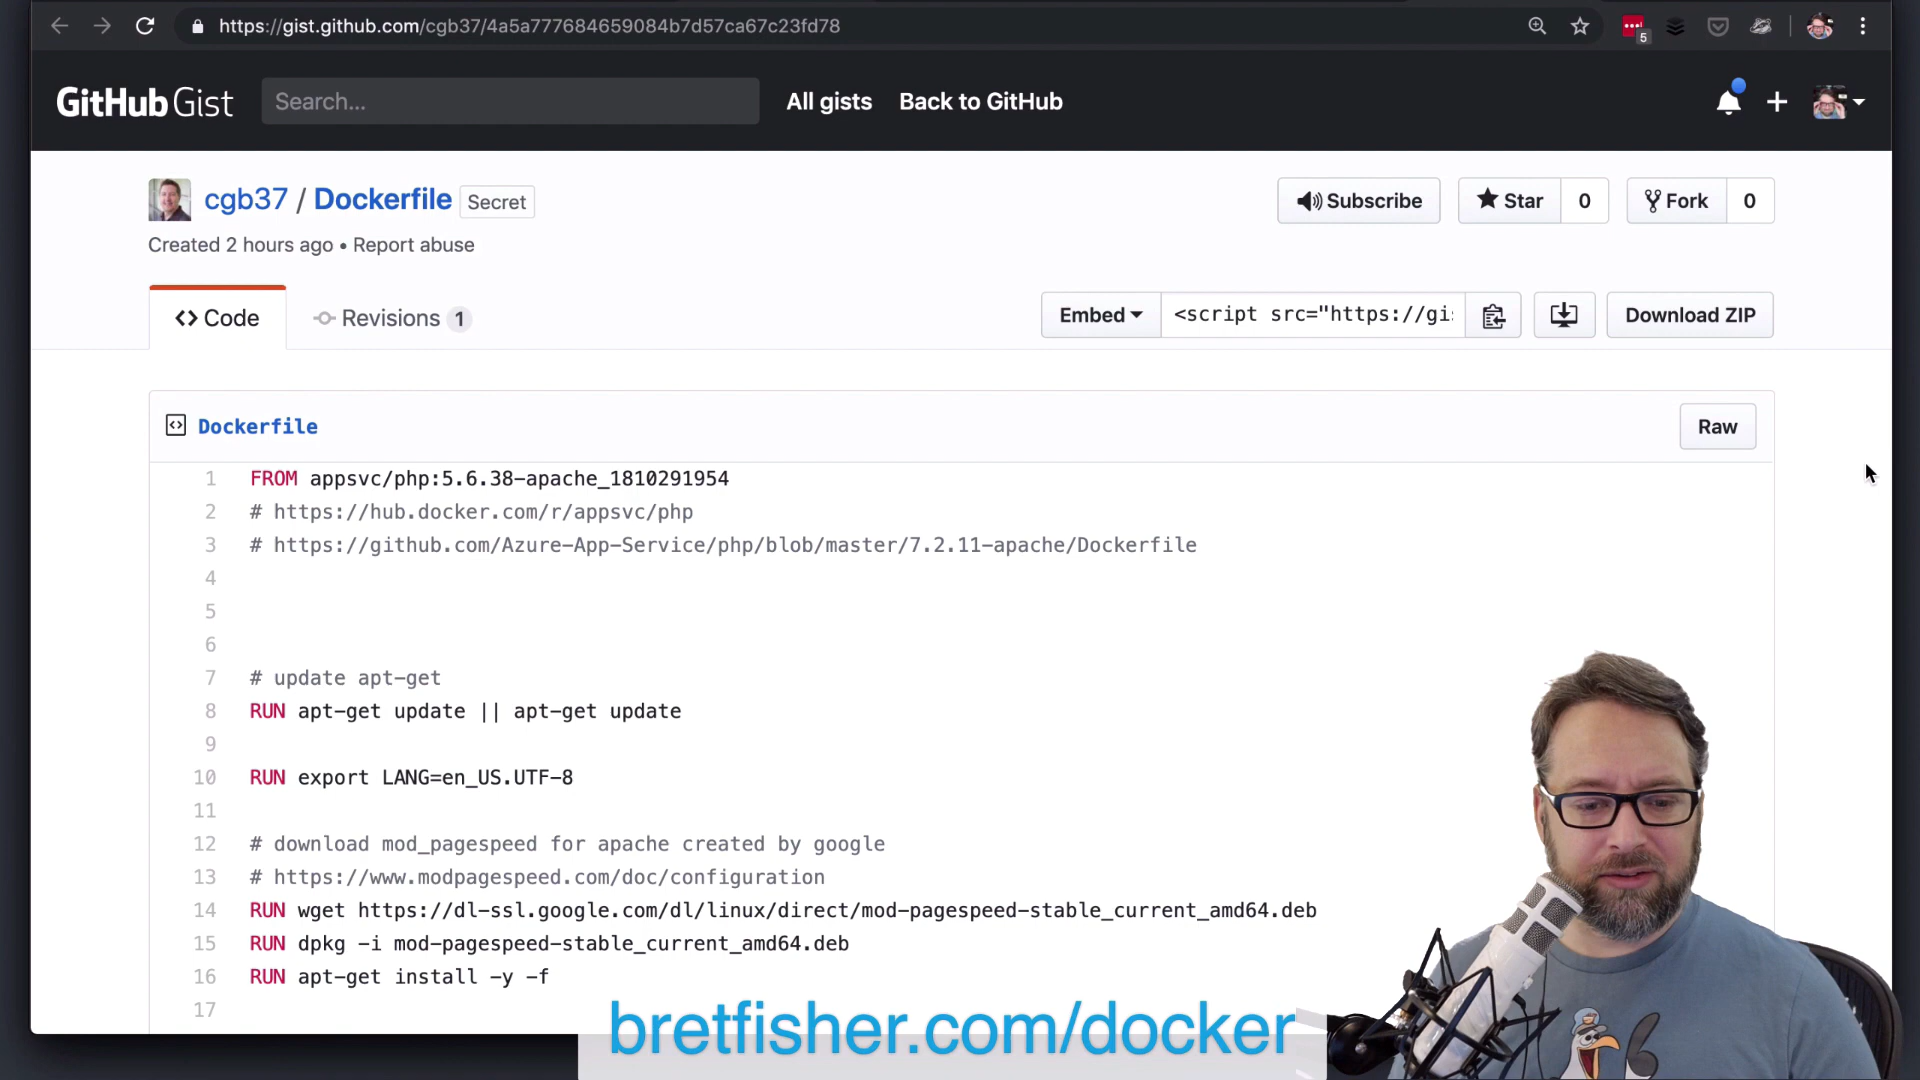 https://gist.github.com/cgb37/4a5a777684659084b7d57ca67c23fd78
5
GitHub Gist
Search...
All gists
Back to GitHub
cgb37 / Dockerfile
Secret
Subscribe
Star
0
Fork
0
Created 2 hours ago • Report abuse
<> Code
Revisions 1
Embed
<script src="https://gi
Download ZIP
Dockerfile
Raw
1 FROM appsvc/php:5.6.38-apache_1810291954
2 # https://hub.docker.com/r/appsvc/php
3 # https://github.com/Azure-App-Service/php/blob/master/7.2.11-apache/Dockerfile
4
5
6
7 # update apt-get
8 RUN apt-get update || apt-get update
9
10 RUN export LANG=en_US.UTF-8
11
12 # download mod_pagespeed for apache created by google
13 # https://www.modpagespeed.com/doc/configuration
14 RUN wget https://dl-ssl.google.com/dl/linux/direct/mod-pagespeed-stable_current_amd64.deb
15 RUN dpkg -i mod-pagespeed-stable_current_amd64.deb
16 RUN apt-get install -y -f
17
bretfisher.com/docker